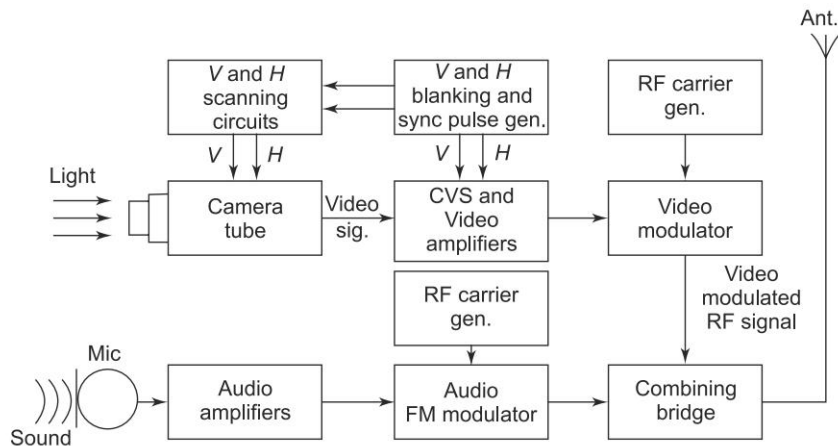 Ant.
V and H
scanning
circuits
V and H
blanking and
sync pulse gen.
RF carrier
gen.
V
H
V
H
Light
Camera
tube
Video
sig.
CVS and
Video
amplifiers
Video
modulator
RF carrier
gen.
Video
modulated
RF signal
Mic
Sound
Audio
amplifiers
Audio
FM modulator
Combining
bridge